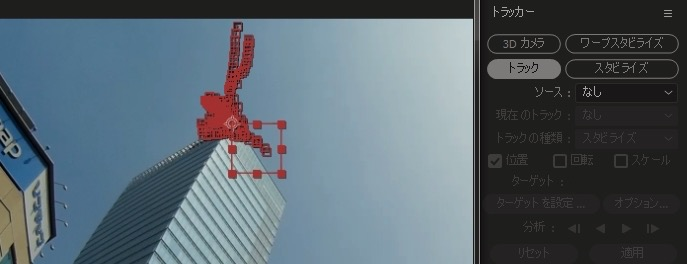 トラッカー
3D カメラ
ワープスタビライズ
トラック
スタビライズ
ソース : なし
現在のトラック : なし
トラックの種類 : スタビライズ
位置 回転 スケール
ターゲット :
ターゲットを設定 ... オプション...
分析 :
リセット 適用